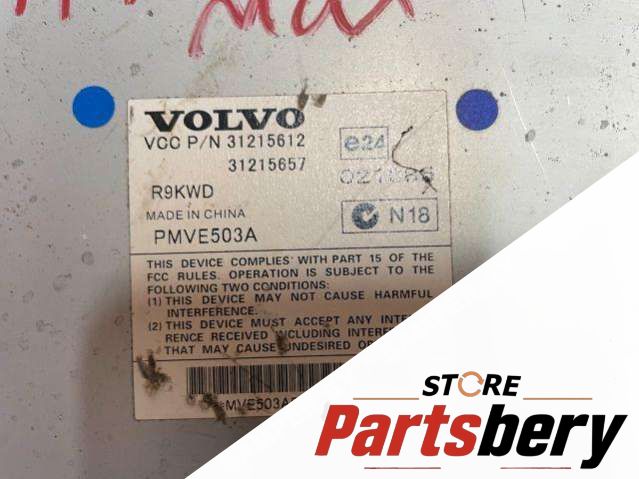 VOLVO
VCC P/N 31215612
31215657
e24
R9KWD
MADE IN CHINA
N18
PMVE503A
THIS DEVICE COMPLIES WITH PART 15 OF THE
FCC RULES. OPERATION IS SUBJECT TO THE
FOLLOWING TWO CONDITIONS:
(1) THIS DEVICE MAY NOT CAUSE HARMFUL
INTERFERENCE.
(2) THIS DEVICE MUST ACCEPT ANY
RENCE RECEIVED INCLUDING
THAT MAY CAUSE UNDESIRED
STORE
Partsbery